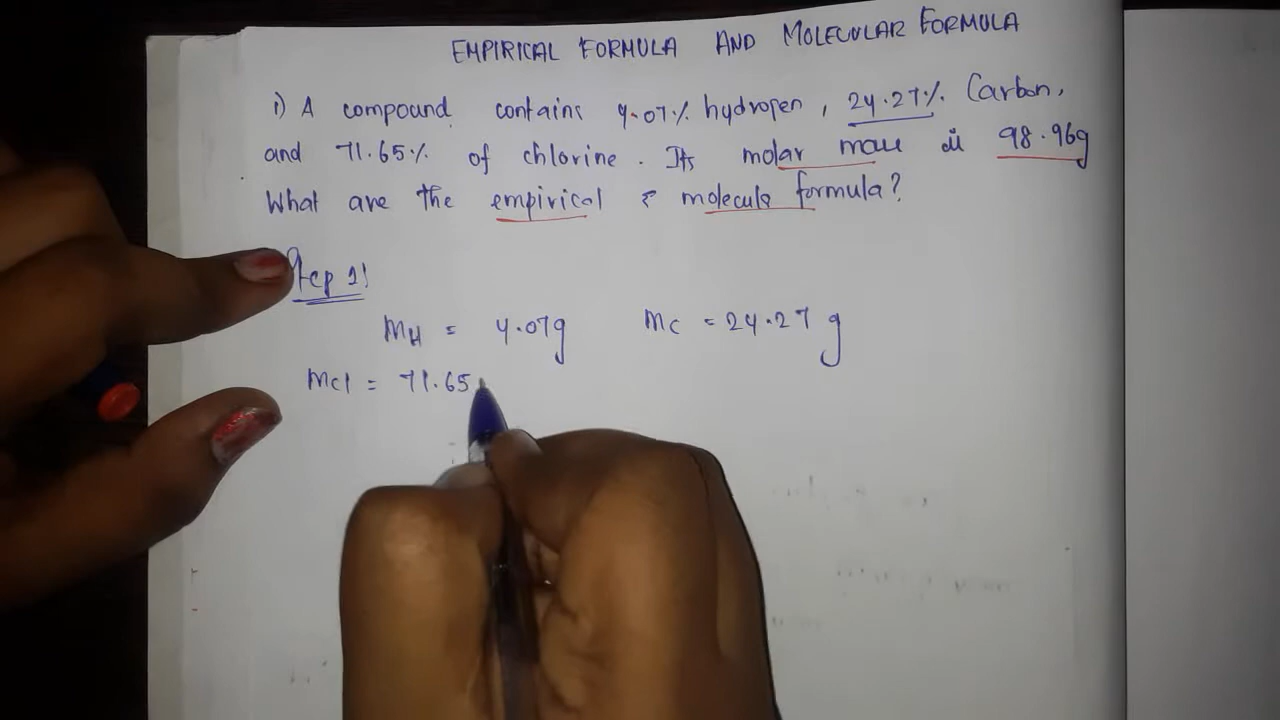 EMPIRICAL FORMULA AND MOLECULAR FORMULA
1) A compound contains 4.07% hydrogen, 24.27% Carbon,
and 71.65% of chlorine. Its molar mass is 98.96g
What are the empirical & molecula formula?
Step 1)
MH = 4.07g MC = 24.27 g
MCl = 71.65